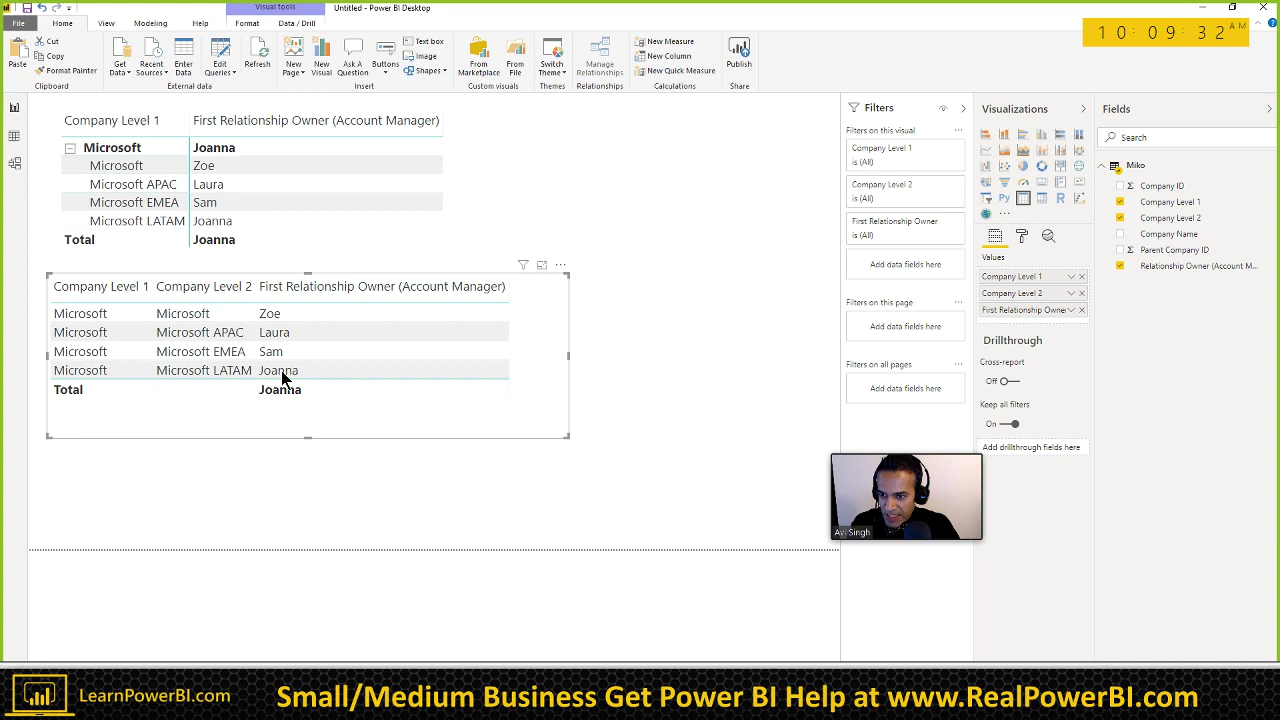 Visual tools
Untitled - Power BI Desktop
File Home View Modeling Help Format Data / Drill
10:09:32 AM
Paste
Cut
Copy
Format Painter
Clipboard
Get Data
Recent Sources
Enter Data
Edit Queries
External data
Refresh
New Page
New Visual
Ask A Question
Buttons
Text box
Image
Shapes
Insert
From Marketplace
From File
Custom visuals
Switch Theme
Themes
Manage Relationships
Relationships
New Measure
New Column
New Quick Measure
Calculations
Publish
Share
Company Level 1 First Relationship Owner (Account Manager)
Microsoft Joanna
Microsoft Zoe
Microsoft APAC Laura
Microsoft EMEA Sam
Microsoft LATAM Joanna
Total Joanna
Company Level 1 Company Level 2 First Relationship Owner (Account Manager)
Microsoft Microsoft Zoe
Microsoft Microsoft APAC Laura
Microsoft Microsoft EMEA Sam
Microsoft Microsoft LATAM Joanna
Total Joanna
Filters
Filters on this visual
Company Level 1
is (All)
Company Level 2
is (All)
First Relationship Owner
is (All)
Add data fields here
Filters on this page
Add data fields here
Filters on all pages
Add data fields here
Visualizations
Py
R
Values
Company Level 1
Company Level 2
First Relationship Owne
Drillthrough
Cross-report
Off
Keep all filters
On
Add drillthrough fields here
Fields
Search
Miko
Σ Company ID
Company Level 1
Company Level 2
Company Name
Σ Parent Company ID
Relationship Owner (Account M...
Avi Singh
LearnPowerBI.com
Small/Medium Business Get Power BI Help at www.RealPowerBI.com